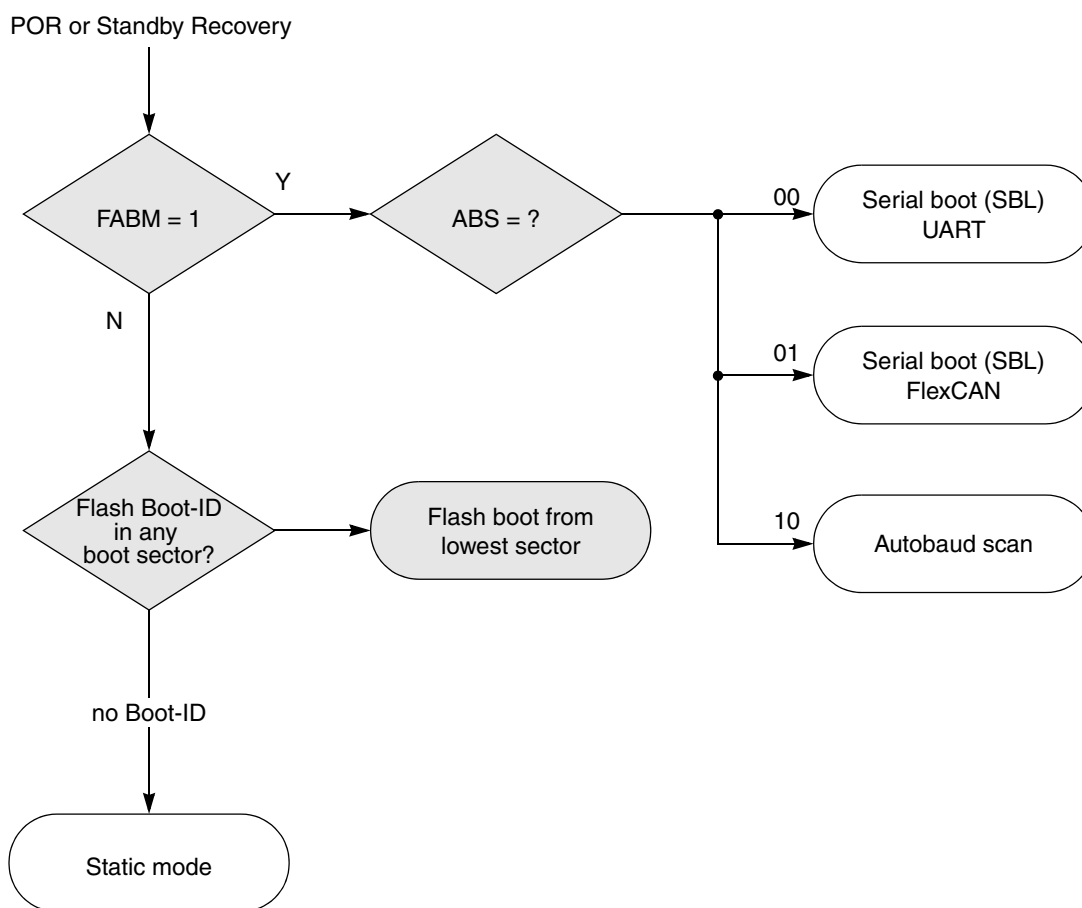 POR or Standby Recovery
FABM = 1
Y
ABS = ?
00
Serial boot (SBL)
UART
N
01
Serial boot (SBL)
FlexCAN
Flash Boot-ID
in any
boot sector?
Flash boot from
lowest sector
10
Autobaud scan
no Boot-ID
Static mode